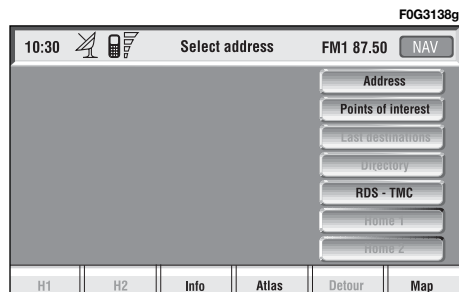 F0G3138g
10:30 Select address FM1 87.50 NAV
Address
Points of interest
Last destinations
Directory
RDS - TMC
Home 1
Home 2
H1 H2 Info Atlas Detour Map